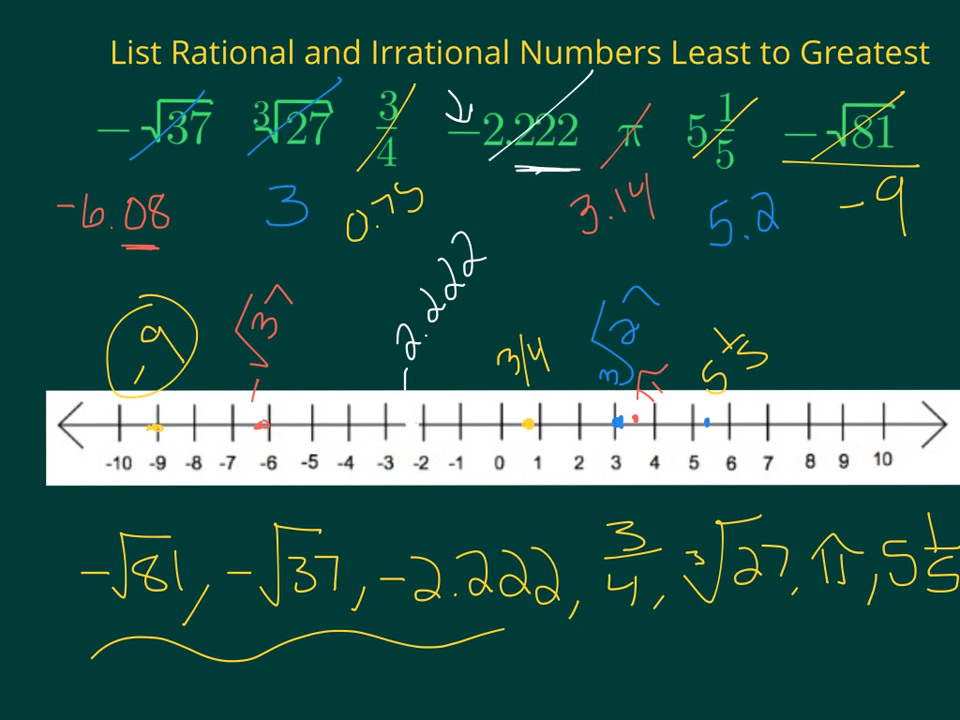 List Rational and Irrational Numbers Least to Greatest
-√37 ∛27 3/4 -2.222 π 5 1/5 -√81
-6.08 3 0.75 3.14 5.2 -9
-2.222
3/4 π 5 1/5
-10 -9 -8 -7 -6 -5 -4 -3 -2 -1 0 1 2 3 4 5 6 7 8 9 10
-√81, -√37, -2.222, 3/4, ∛27, π, 5 1/5